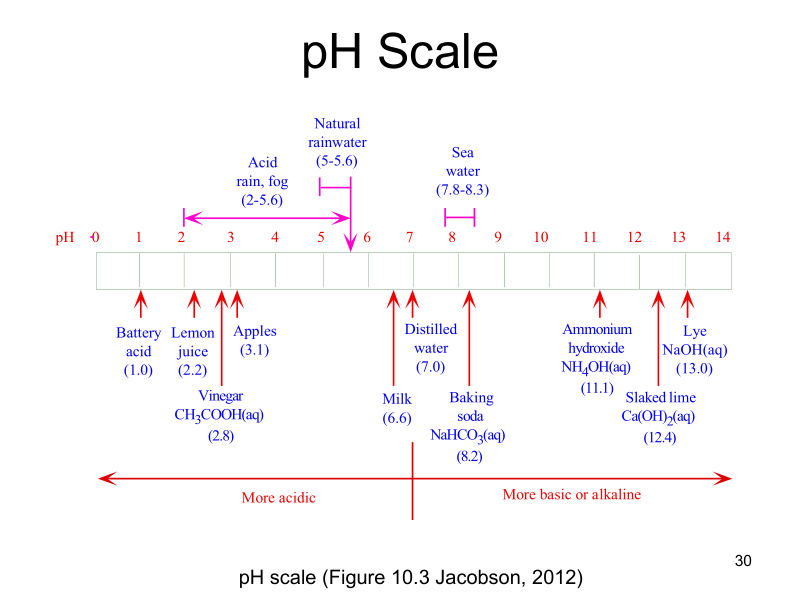 pH Scale
Natural
rainwater
(5-5.6)
Acid
rain, fog
(2-5.6)
Sea
water
(7.8-8.3)
pH 0 1 2 3 4 5 6 7 8 9 10 11 12 13 14
Battery
acid
(1.0)
Lemon
juice
(2.2)
Apples
(3.1)
Vinegar
CH3COOH(aq)
(2.8)
Distilled
water
(7.0)
Milk
(6.6)
Baking
soda
NaHCO3(aq)
(8.2)
Ammonium
hydroxide
NH4OH(aq)
(11.1)
Lye
NaOH(aq)
(13.0)
Slaked lime
Ca(OH)2(aq)
(12.4)
More acidic
More basic or alkaline
30
pH scale (Figure 10.3 Jacobson, 2012)